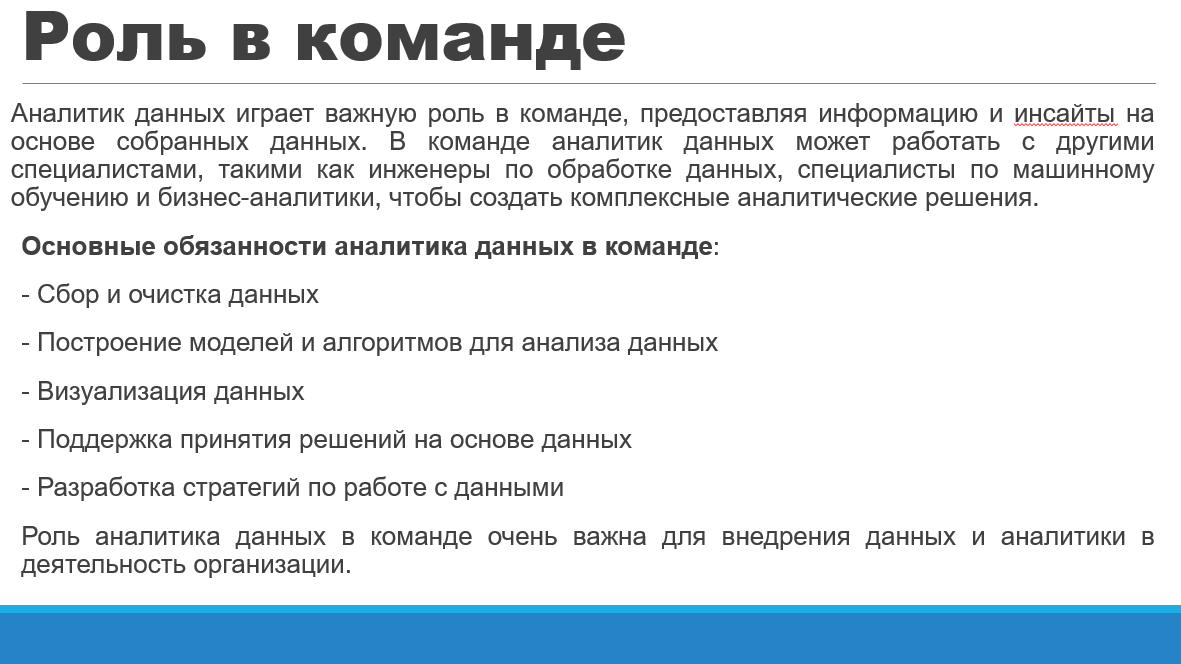 Роль в команде
Аналитик данных играет важную роль в команде, предоставляя информацию и инсайты на
основе собранных данных. В команде аналитик данных может работать с другими
специалистами, такими как инженеры по обработке данных, специалисты по машинному
обучению и бизнес-аналитики, чтобы создать комплексные аналитические решения.
Основные обязанности аналитика данных в команде:
- Сбор и очистка данных
- Построение моделей и алгоритмов для анализа данных
- Визуализация данных
- Поддержка принятия решений на основе данных
- Разработка стратегий по работе с данными
Роль аналитика данных в команде очень важна для внедрения данных и аналитики в
деятельность организации.